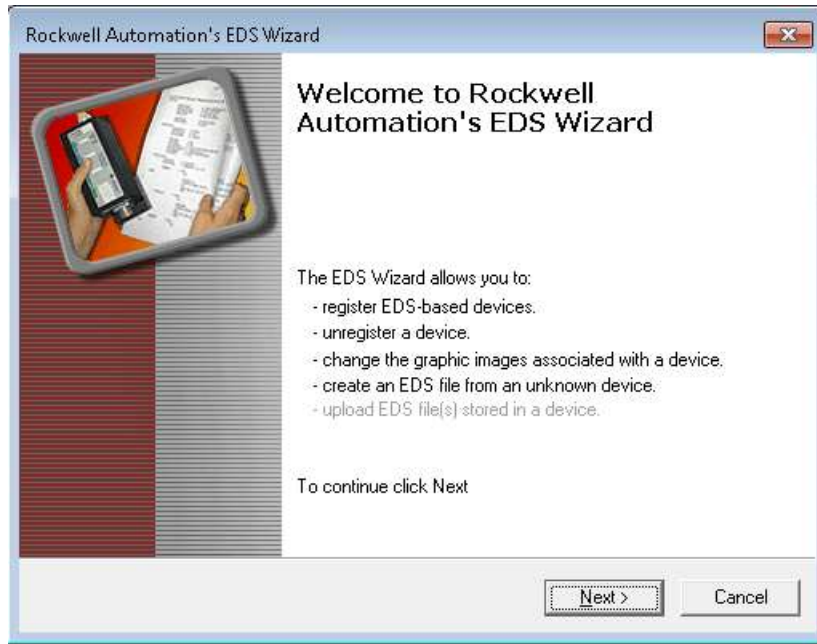 Rockwell Automation's EDS Wizard
Welcome to Rockwell
Automation's EDS Wizard
The EDS Wizard allows you to:
- register EDS-based devices.
- unregister a device.
- change the graphic images associated with a device.
- create an EDS file from an unknown device.
- upload EDS file(s) stored in a device.
To continue click Next
Next >
Cancel